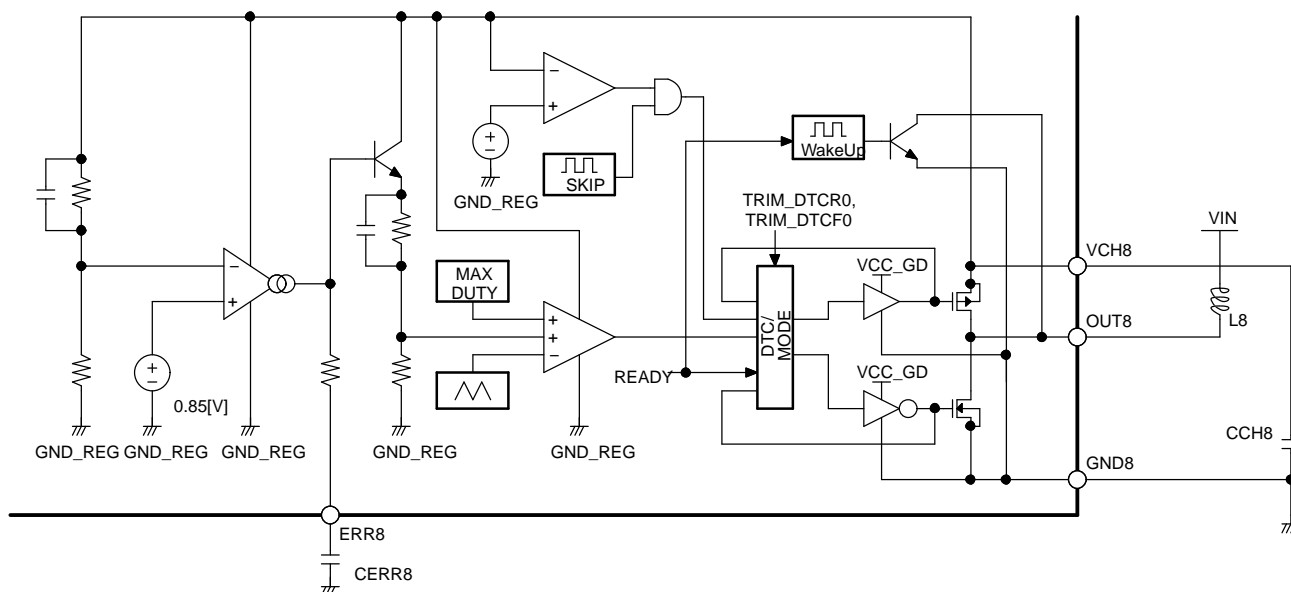 GND_REG
SKIP
WakeUp
TRIM_DTCR0,
TRIM_DTCF0
VIN
VCH8
L8
OUT8
MAX
DUTY
VCC_GD
DTC/
MODE
READY
VCC_GD
0.85[V]
GND_REG
GND_REG
GND_REG
GND_REG
GND_REG
CCH8
GND8
ERR8
CERR8